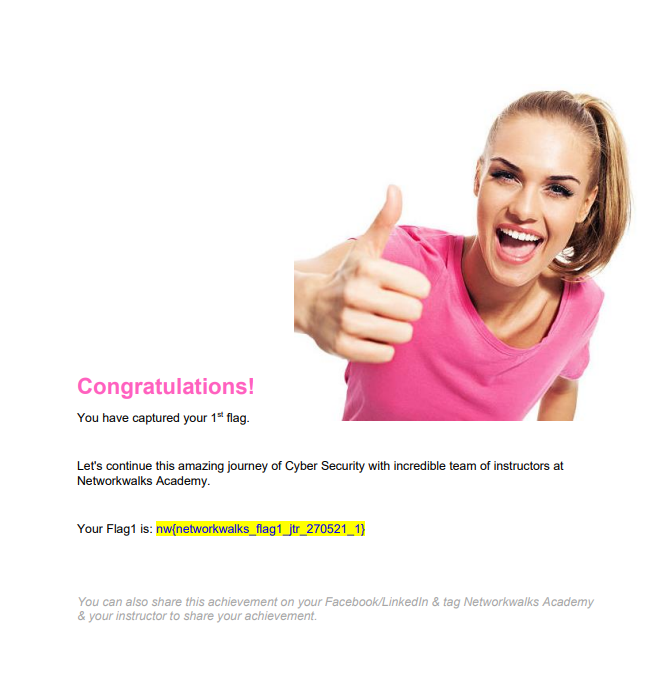 Congratulations!
You have captured your 1st flag.
Let's continue this amazing journey of Cyber Security with incredible team of instructors at
Networkwalks Academy.
Your Flag1 is: nw{networkwalks_flag1_jtr_270521_1}
You can also share this achievement on your Facebook/LinkedIn & tag Networkwalks Academy
& your instructor to share your achievement.